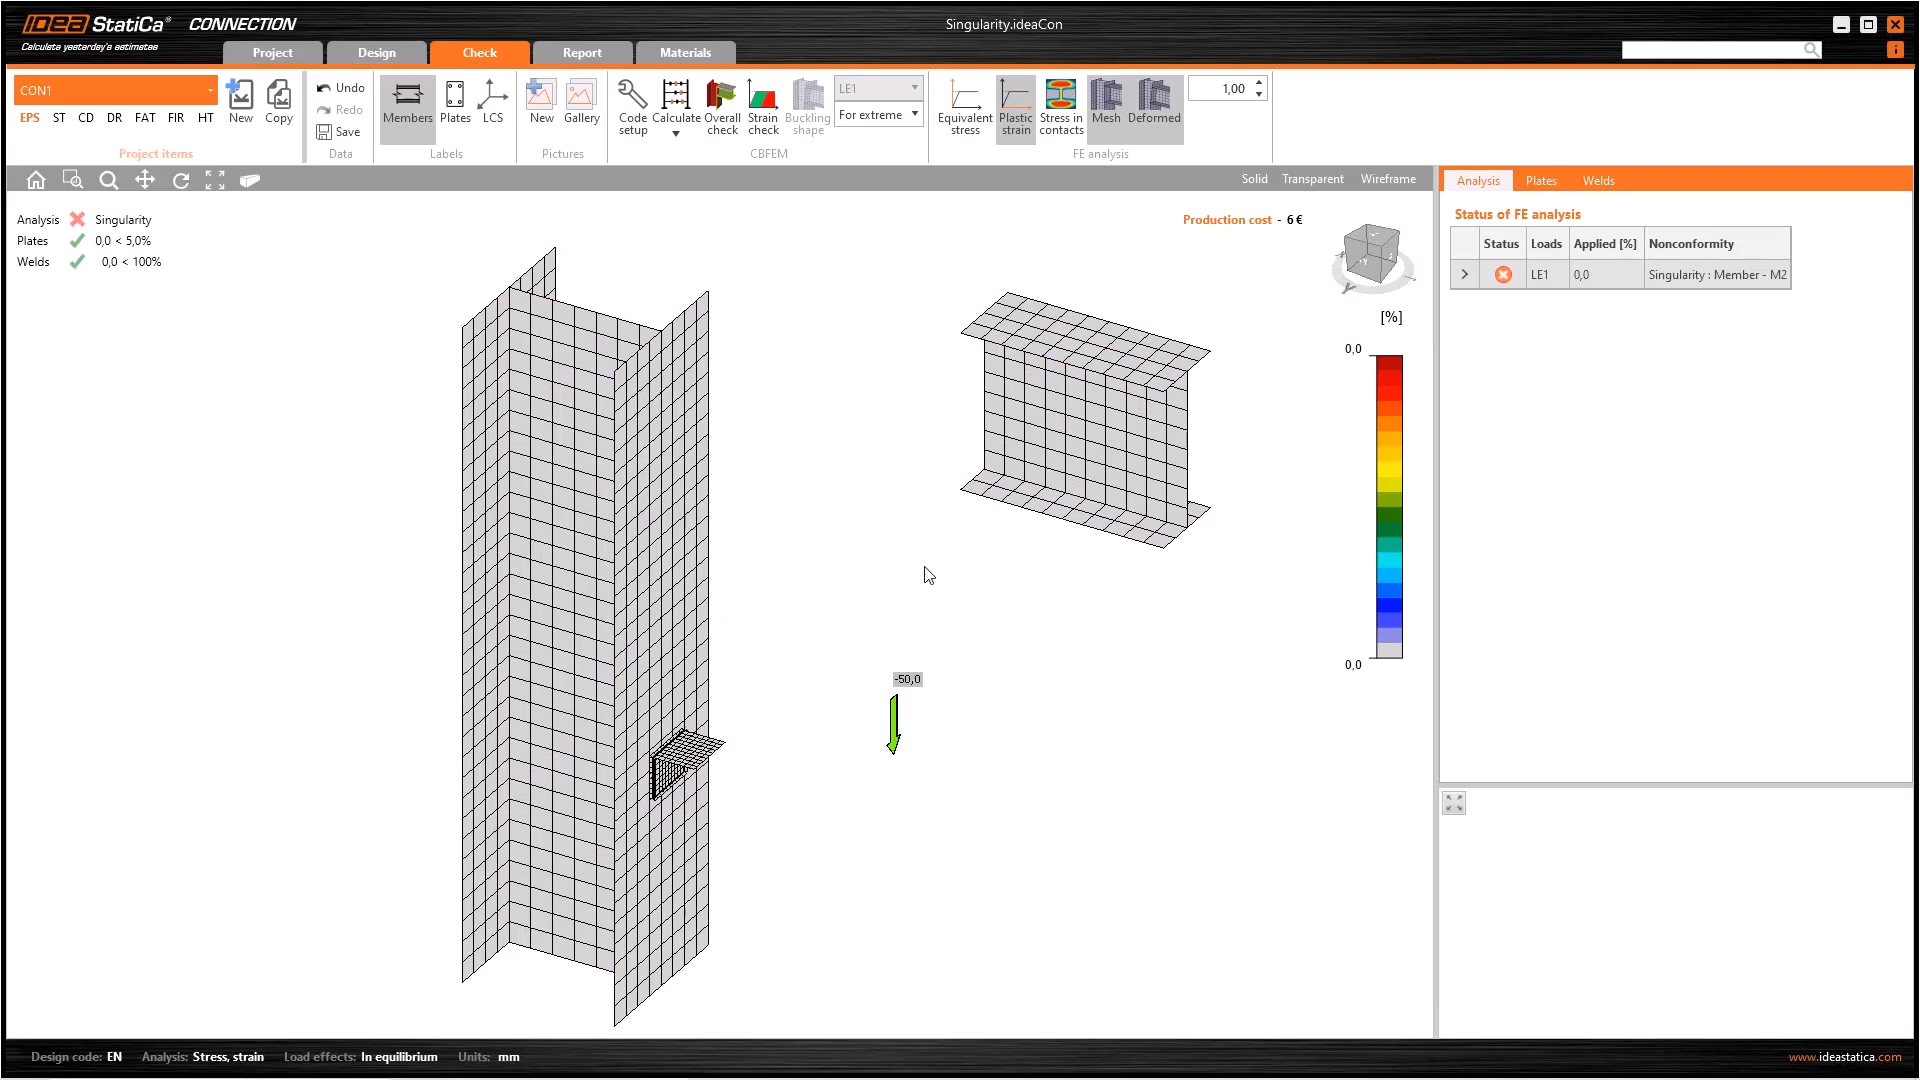 IDEA StatiCa® CONNECTION
Calculate yesterday's estimates
Singularity.ideaCon
Project
Design
Check
Report
Materials
CON1
EPS ST CD DR FAT FIR HT
New
Copy
Project items
Undo
Redo
Save
Data
Members
Plates
LCS
Labels
New
Gallery
Pictures
Code setup
Calculate
Overall check
Strain check
Buckling shape
LE1
For extreme
CBFEM
Equivalent stress
Plastic strain
Stress in contacts
Mesh
Deformed
1,00
FE analysis
Solid Transparent Wireframe
Analysis Singularity
Plates 0,0 < 5,0%
Welds 0,0 < 100%
Production cost - 6 €
[%]
0,0
0,0
-50,0
Analysis Plates Welds
Status of FE analysis
Status Loads Applied [%] Nonconformity
LE1 0,0 Singularity : Member - M2
Design code: EN Analysis: Stress, strain Load effects: In equilibrium Units: mm
www.ideastatica.com